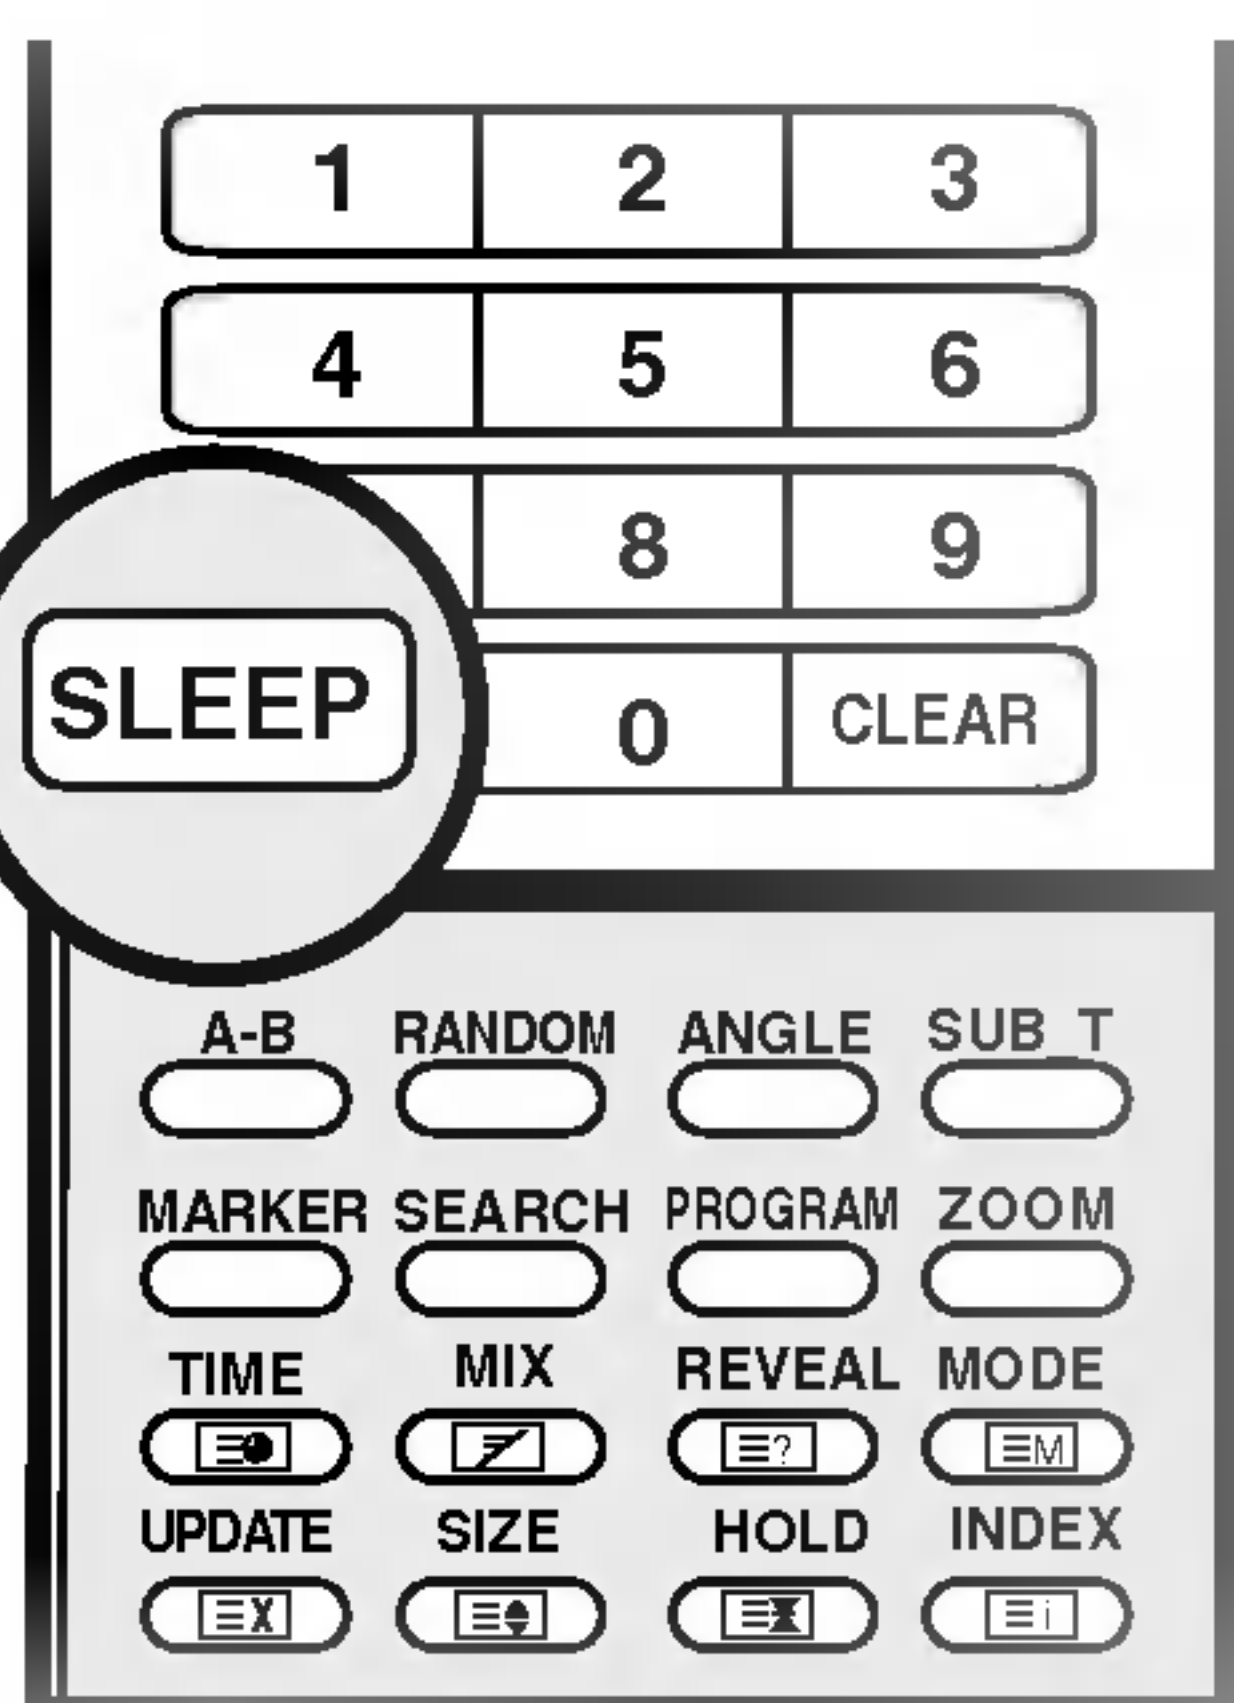 1 2 3
4 5 6
8 9
SLEEP 0 CLEAR
A-B RANDOM ANGLE SUB T
MARKER SEARCH PROGRAM ZOOM
TIME MIX REVEAL MODE
? M
UPDATE SIZE HOLD INDEX
X i